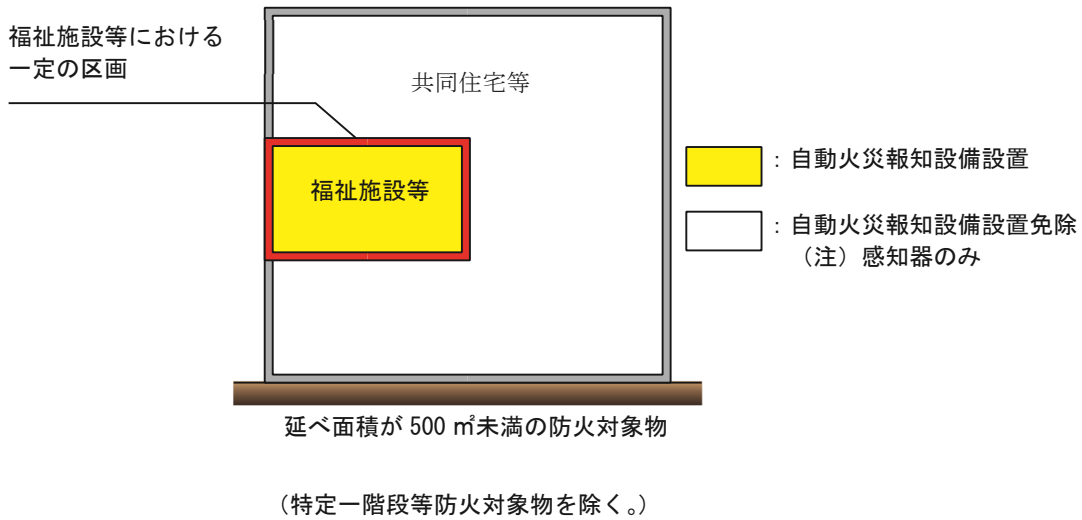 福祉施設等における
一定の区画
共同住宅等
福祉施設等
：自動火災報知設備設置
：自動火災報知設備設置免除
（注）感知器のみ
延べ面積が 500 ㎡未満の防火対象物
（特定一階段等防火対象物を除く。）